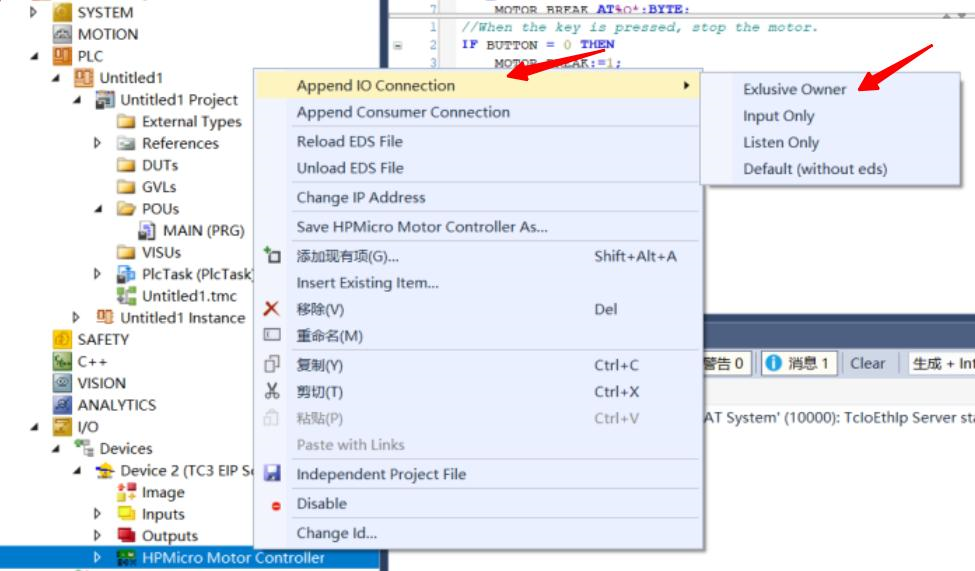 SYSTEM
MOTION
PLC
Untitled1
Untitled1 Project
External Types
References
DUTs
GVLs
POUs
MAIN (PRG)
VISUs
PlcTask (PlcTask)
Untitled1.tmc
Untitled1 Instance
SAFETY
C++
VISION
ANALYTICS
I/O
Devices
Device 2 (TC3 EIP Sc
Image
Inputs
Outputs
HPMicro Motor Controller
7 MOTOR_BREAK AT%Q*:BYTE;
1 //When the key is pressed, stop the motor.
2 IF BUTTON = 0 THEN
3 MOTOR_BREAK:=1;
Append IO Connection
Append Consumer Connection
Reload EDS File
Unload EDS File
Change IP Address
Save HPMicro Motor Controller As...
添加现有项(G)... Shift+Alt+A
Insert Existing Item...
移除(V) Del
重命名(M)
复制(Y) Ctrl+C
剪切(T) Ctrl+X
粘贴(P) Ctrl+V
Paste with Links
Independent Project File
Disable
Change Id...
Exlusive Owner
Input Only
Listen Only
Default (without eds)
警告 0 消息 1 Clear 生成 + Int
AT System' (10000): TcIoEthIp Server sta